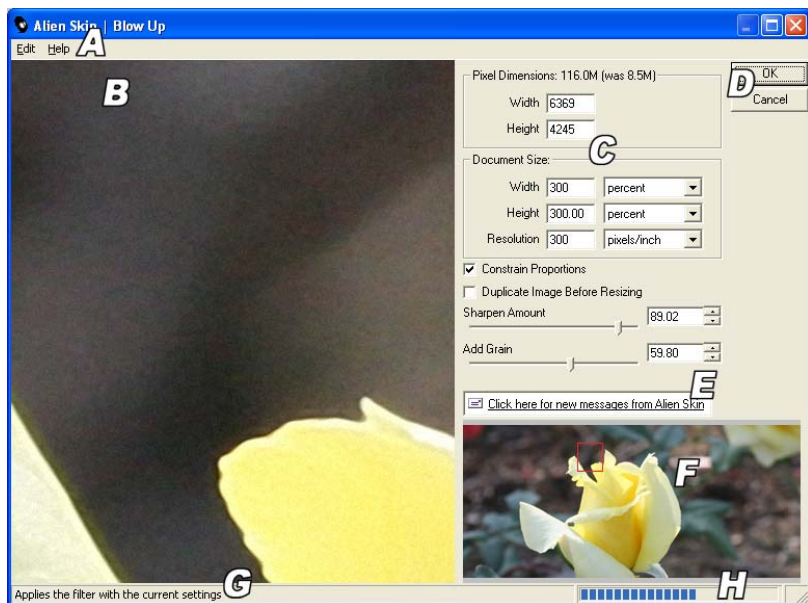 Alien Skin | Blow Up
Edit Help A
B
Pixel Dimensions: 116.0M (was 8.5M)
Width 6369
Height 4245
C
D
OK
Cancel
Document Size:
Width 300 percent
Height 300.00 percent
Resolution 300 pixels/inch
Constrain Proportions
Duplicate Image Before Resizing
Sharpen Amount 89.02
Add Grain 59.80
E
Click here for new messages from Alien Skin
F
Applies the filter with the current settings G
H